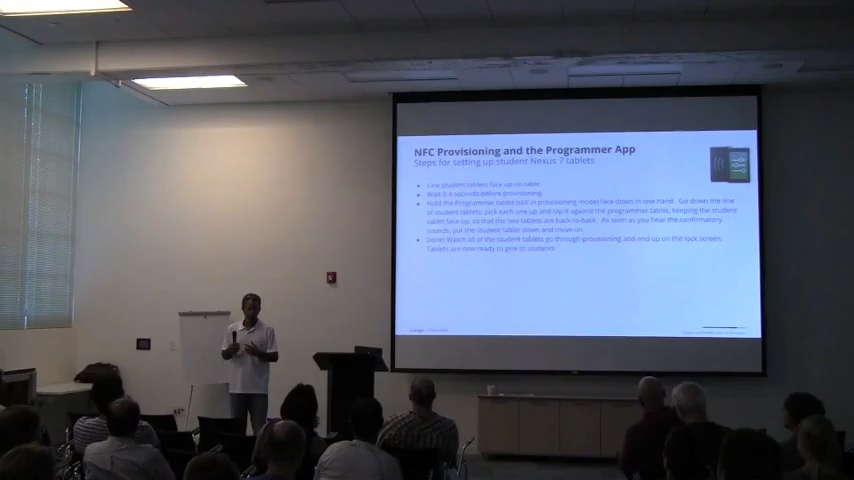 NFC Provisioning and the Programmer App
Steps for setting up student Nexus 7 tablets
Line student tablets face up on table.
Wait 3-4 seconds before provisioning.
Hold the Programmer tablet (still in provisioning mode) face down in one hand. Go down the line
of student tablets: pick each one up and tap it against the programmer tablet, keeping the student
tablet face up, so that the two tablets are back-to-back. As soon as you hear the confirmatory
sounds, put the student tablet down and move on.
Done! Watch all of the student tablets go through provisioning and end up on the lock screen.
Tablets are now ready to give to students.
Google